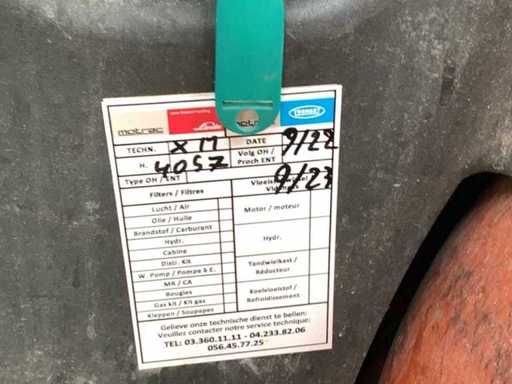 motrac
TECHN. XM DATE 9/22
H. 4057 Volg OH / Proch ENT 9/23
Type OH / ENT
Filters / Filtres
Lucht / Air
Olie / Huile
Brandstof / Carburant
Hydr.
Cabine
Distr. Kit
W. Pomp / Pompe à E.
MR / CA
Bougies
Gas kit / Kit gas
Kleppen / Soupapes
Motor / moteur
Hydr.
Tandwielkast / Réducteur
Koelvloeistof / Refroidissement
Gelieve onze technische dienst te bellen:
Veuillez contacter notre service technique:
TEL: 03.360.11.11 - 04.233.82.06
056.45.77.25